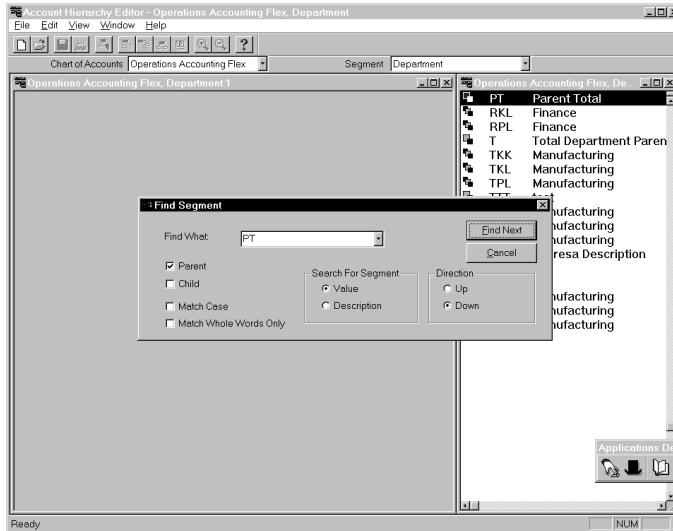 Account Hierarchy Editor - Operations Accounting Flex, Department
File Edit View Window Help
Chart of Accounts Operations Accounting Flex Segment Department
Operations Accounting Flex, Department:1
Operations Accounting Flex, De...
PT Parent Total
RKL Finance
RPL Finance
T Total Department Paren
TKK Manufacturing
TKL Manufacturing
TPL Manufacturing
nufacturing
nufacturing
nufacturing
resa Description
nufacturing
nufacturing
nufacturing
Find Segment
Find What: PT Find Next
Cancel
Parent
Child
Match Case
Match Whole Words Only
Search For Segment
Value
Description
Direction
Up
Down
Applications De
Ready NUM